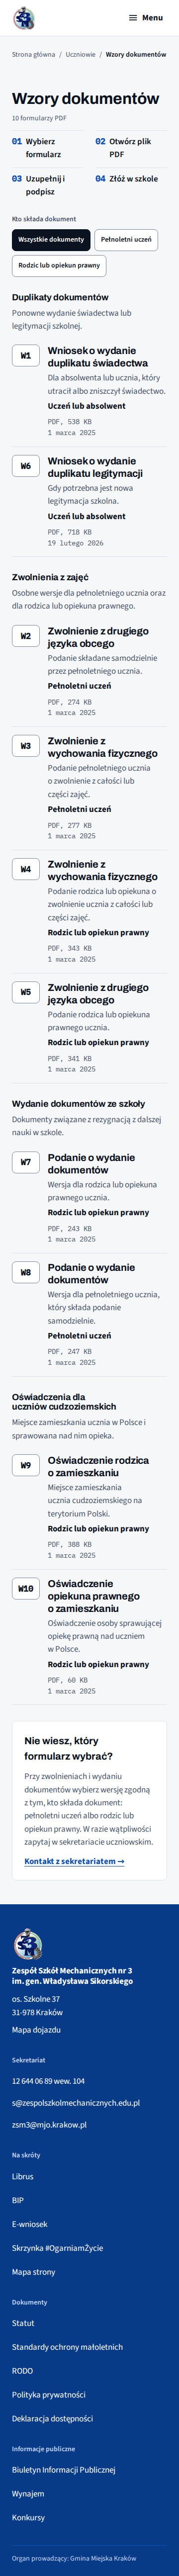 Menu
Strona główna / Uczniowie / Wzory dokumentów
Wzory dokumentów
10 formularzy PDF
01 Wybierz
formularz
02 Otwórz plik
PDF
03 Uzupełnij i
podpisz
04 Złóż w szkole
Kto składa dokument
Wszystkie dokumenty
Pełnoletni uczeń
Rodzic lub opiekun prawny
Duplikaty dokumentów
Ponowne wydanie świadectwa lub
legitymacji szkolnej.
W1
Wniosek o wydanie
duplikatu świadectwa
Dla absolwenta lub ucznia, który
utracił albo zniszczył świadectwo.
Uczeń lub absolwent
PDF, 538 KB
1 marca 2025
W6
Wniosek o wydanie
duplikatu legitymacji
Gdy potrzebna jest nowa
legitymacja szkolna.
Uczeń lub absolwent
PDF, 718 KB
19 lutego 2026
Zwolnienia z zajęć
Osobne wersje dla pełnoletniego ucznia oraz
dla rodzica lub opiekuna prawnego.
W2
Zwolnienie z drugiego
języka obcego
Podanie składane samodzielnie
przez pełnoletniego ucznia.
Pełnoletni uczeń
PDF, 274 KB
1 marca 2025
W3
Zwolnienie z
wychowania fizycznego
Podanie pełnoletniego ucznia
o zwolnienie z całości lub
części zajęć.
Pełnoletni uczeń
PDF, 277 KB
1 marca 2025
W4
Zwolnienie z
wychowania fizycznego
Podanie rodzica lub opiekuna o
zwolnienie ucznia z całości lub
części zajęć.
Rodzic lub opiekun prawny
PDF, 343 KB
1 marca 2025
W5
Zwolnienie z drugiego
języka obcego
Podanie rodzica lub opiekuna
prawnego ucznia.
Rodzic lub opiekun prawny
PDF, 341 KB
1 marca 2025
Wydanie dokumentów ze szkoły
Dokumenty związane z rezygnacją z dalszej
nauki w szkole.
W7
Podanie o wydanie
dokumentów
Wersja dla rodzica lub opiekuna
prawnego ucznia.
Rodzic lub opiekun prawny
PDF, 243 KB
1 marca 2025
W8
Podanie o wydanie
dokumentów
Wersja dla pełnoletniego ucznia,
który składa podanie
samodzielnie.
Pełnoletni uczeń
PDF, 247 KB
1 marca 2025
Oświadczenia dla
uczniów cudzoziemskich
Miejsce zamieszkania ucznia w Polsce i
sprawowana nad nim opieka.
W9
Oświadczenie rodzica
o zamieszkaniu
Miejsce zamieszkania
ucznia cudzoziemskiego na
terytorium Polski.
Rodzic lub opiekun prawny
PDF, 308 KB
1 marca 2025
W10
Oświadczenie
opiekuna prawnego
o zamieszkaniu
Oświadczenie osoby sprawującej
opiekę prawną nad uczniem
w Polsce.
Rodzic lub opiekun prawny
PDF, 60 KB
1 marca 2025
Nie wiesz, który
formularz wybrać?
Przy zwolnieniach i wydaniu
dokumentów wybierz wersję zgodną
z tym, kto składa dokument:
pełnoletni uczeń albo rodzic lub
opiekun prawny. W razie wątpliwości
zapytaj w sekretariacie uczniowskim.
Kontakt z sekretariatem →
Zespół Szkół Mechanicznych nr 3
im. gen. Władysława Sikorskiego
os. Szkolne 37
31-978 Kraków
Mapa dojazdu
Sekretariat
12 644 06 89 wew. 104
s@zespolszkolmechanicznych.edu.pl
zsm3@mjo.krakow.pl
Na skróty
Librus
BIP
E-wniosek
Skrzynka #OgarniamŻycie
Mapa strony
Dokumenty
Statut
Standardy ochrony małoletnich
RODO
Polityka prywatności
Deklaracja dostępności
Informacje publiczne
Biuletyn Informacji Publicznej
Wynajem
Konkursy
Organ prowadzący: Gmina Miejska Kraków